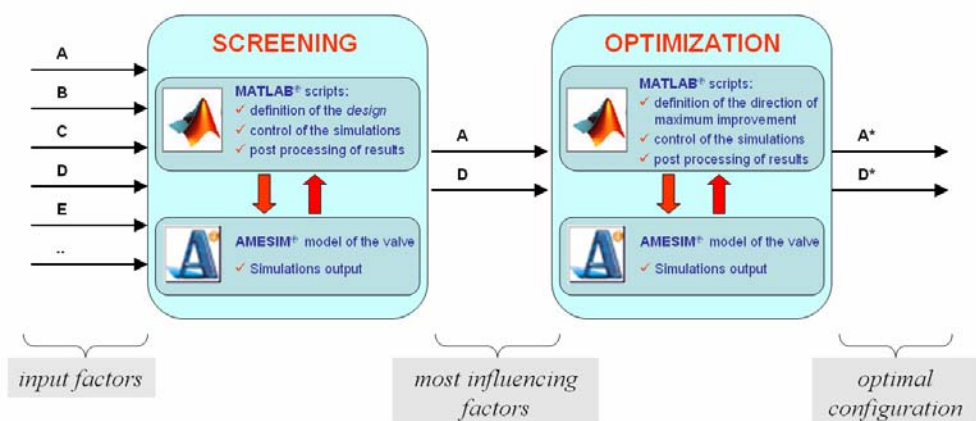 SCREENING
OPTIMIZATION
A
B
C
D
E
..
MATLAB® scripts:
✓ definition of the design
✓ control of the simulations
✓ post processing of results
AMESIM® model of the valve
✓ Simulations output
A
D
MATLAB® scripts:
✓ definition of the direction of
maximum improvement
✓ control of the simulations
✓ post processing of results
AMESIM® model of the valve
✓ Simulations output
A*
D*
input factors
most influencing
factors
optimal
configuration